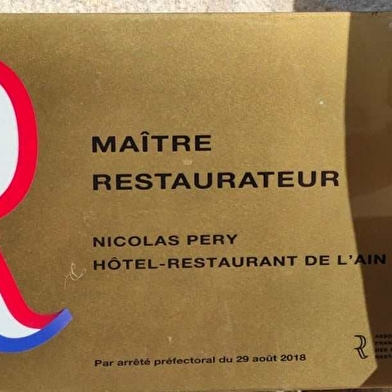 MAÎTRE
RESTAURATEUR
NICOLAS PERY
HÔTEL-RESTAURANT DE L'AIN
Par arrêté préfectoral du 29 août 2018